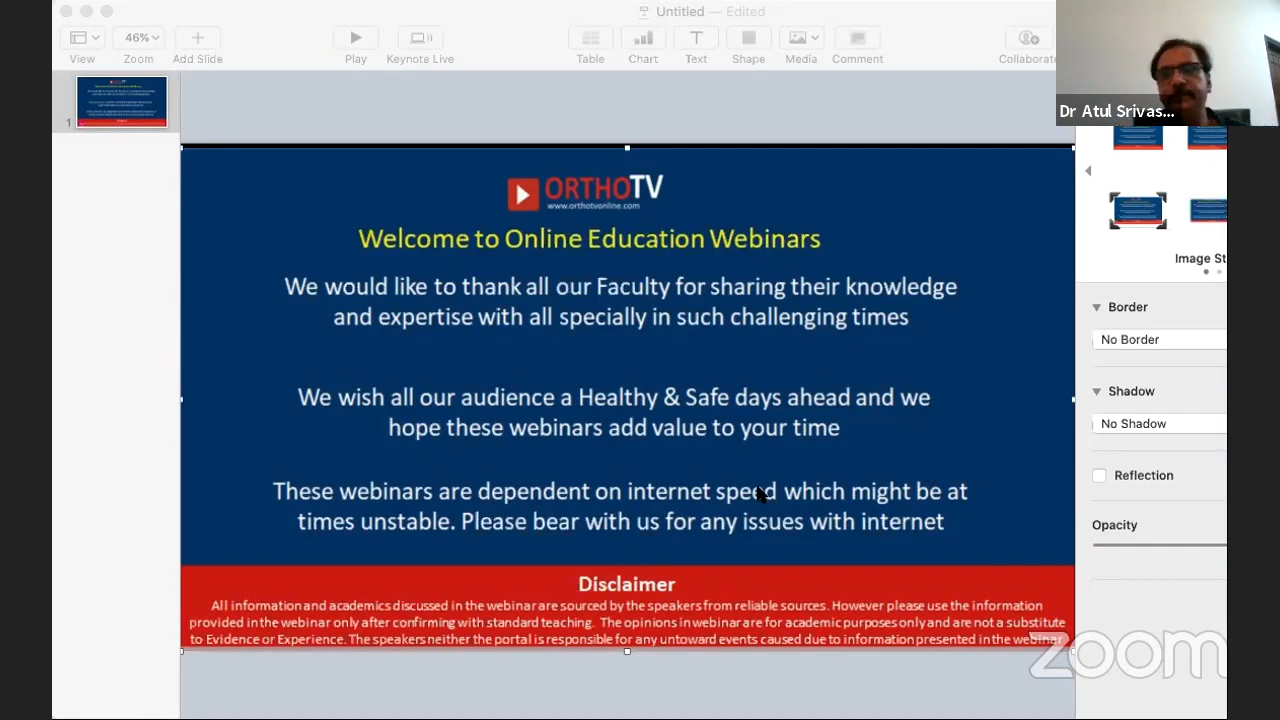 Untitled — Edited
View
46%
Zoom
Add Slide
Play
Keynote Live
Table
Chart
Text
Shape
Media
Comment
Collaborate
Dr Atul Srivas...
1
ORTHOTV
www.orthotvonline.com
Welcome to Online Education Webinars
We would like to thank all our Faculty for sharing their knowledge
and expertise with all specially in such challenging times
We wish all our audience a Healthy & Safe days ahead and we
hope these webinars add value to your time
These webinars are dependent on internet speed which might be at
times unstable. Please bear with us for any issues with internet
Disclaimer
All information and academics discussed in the webinar are sourced by the speakers from reliable sources. However please use the information
provided in the webinar only after confirming with standard teaching. The opinions in webinar are for academic purposes only and are not a substitute
to Evidence or Experience. The speakers neither the portal is responsible for any untoward events caused due to information presented in the webinar
Image St
Border
No Border
Shadow
No Shadow
Reflection
Opacity
zoom